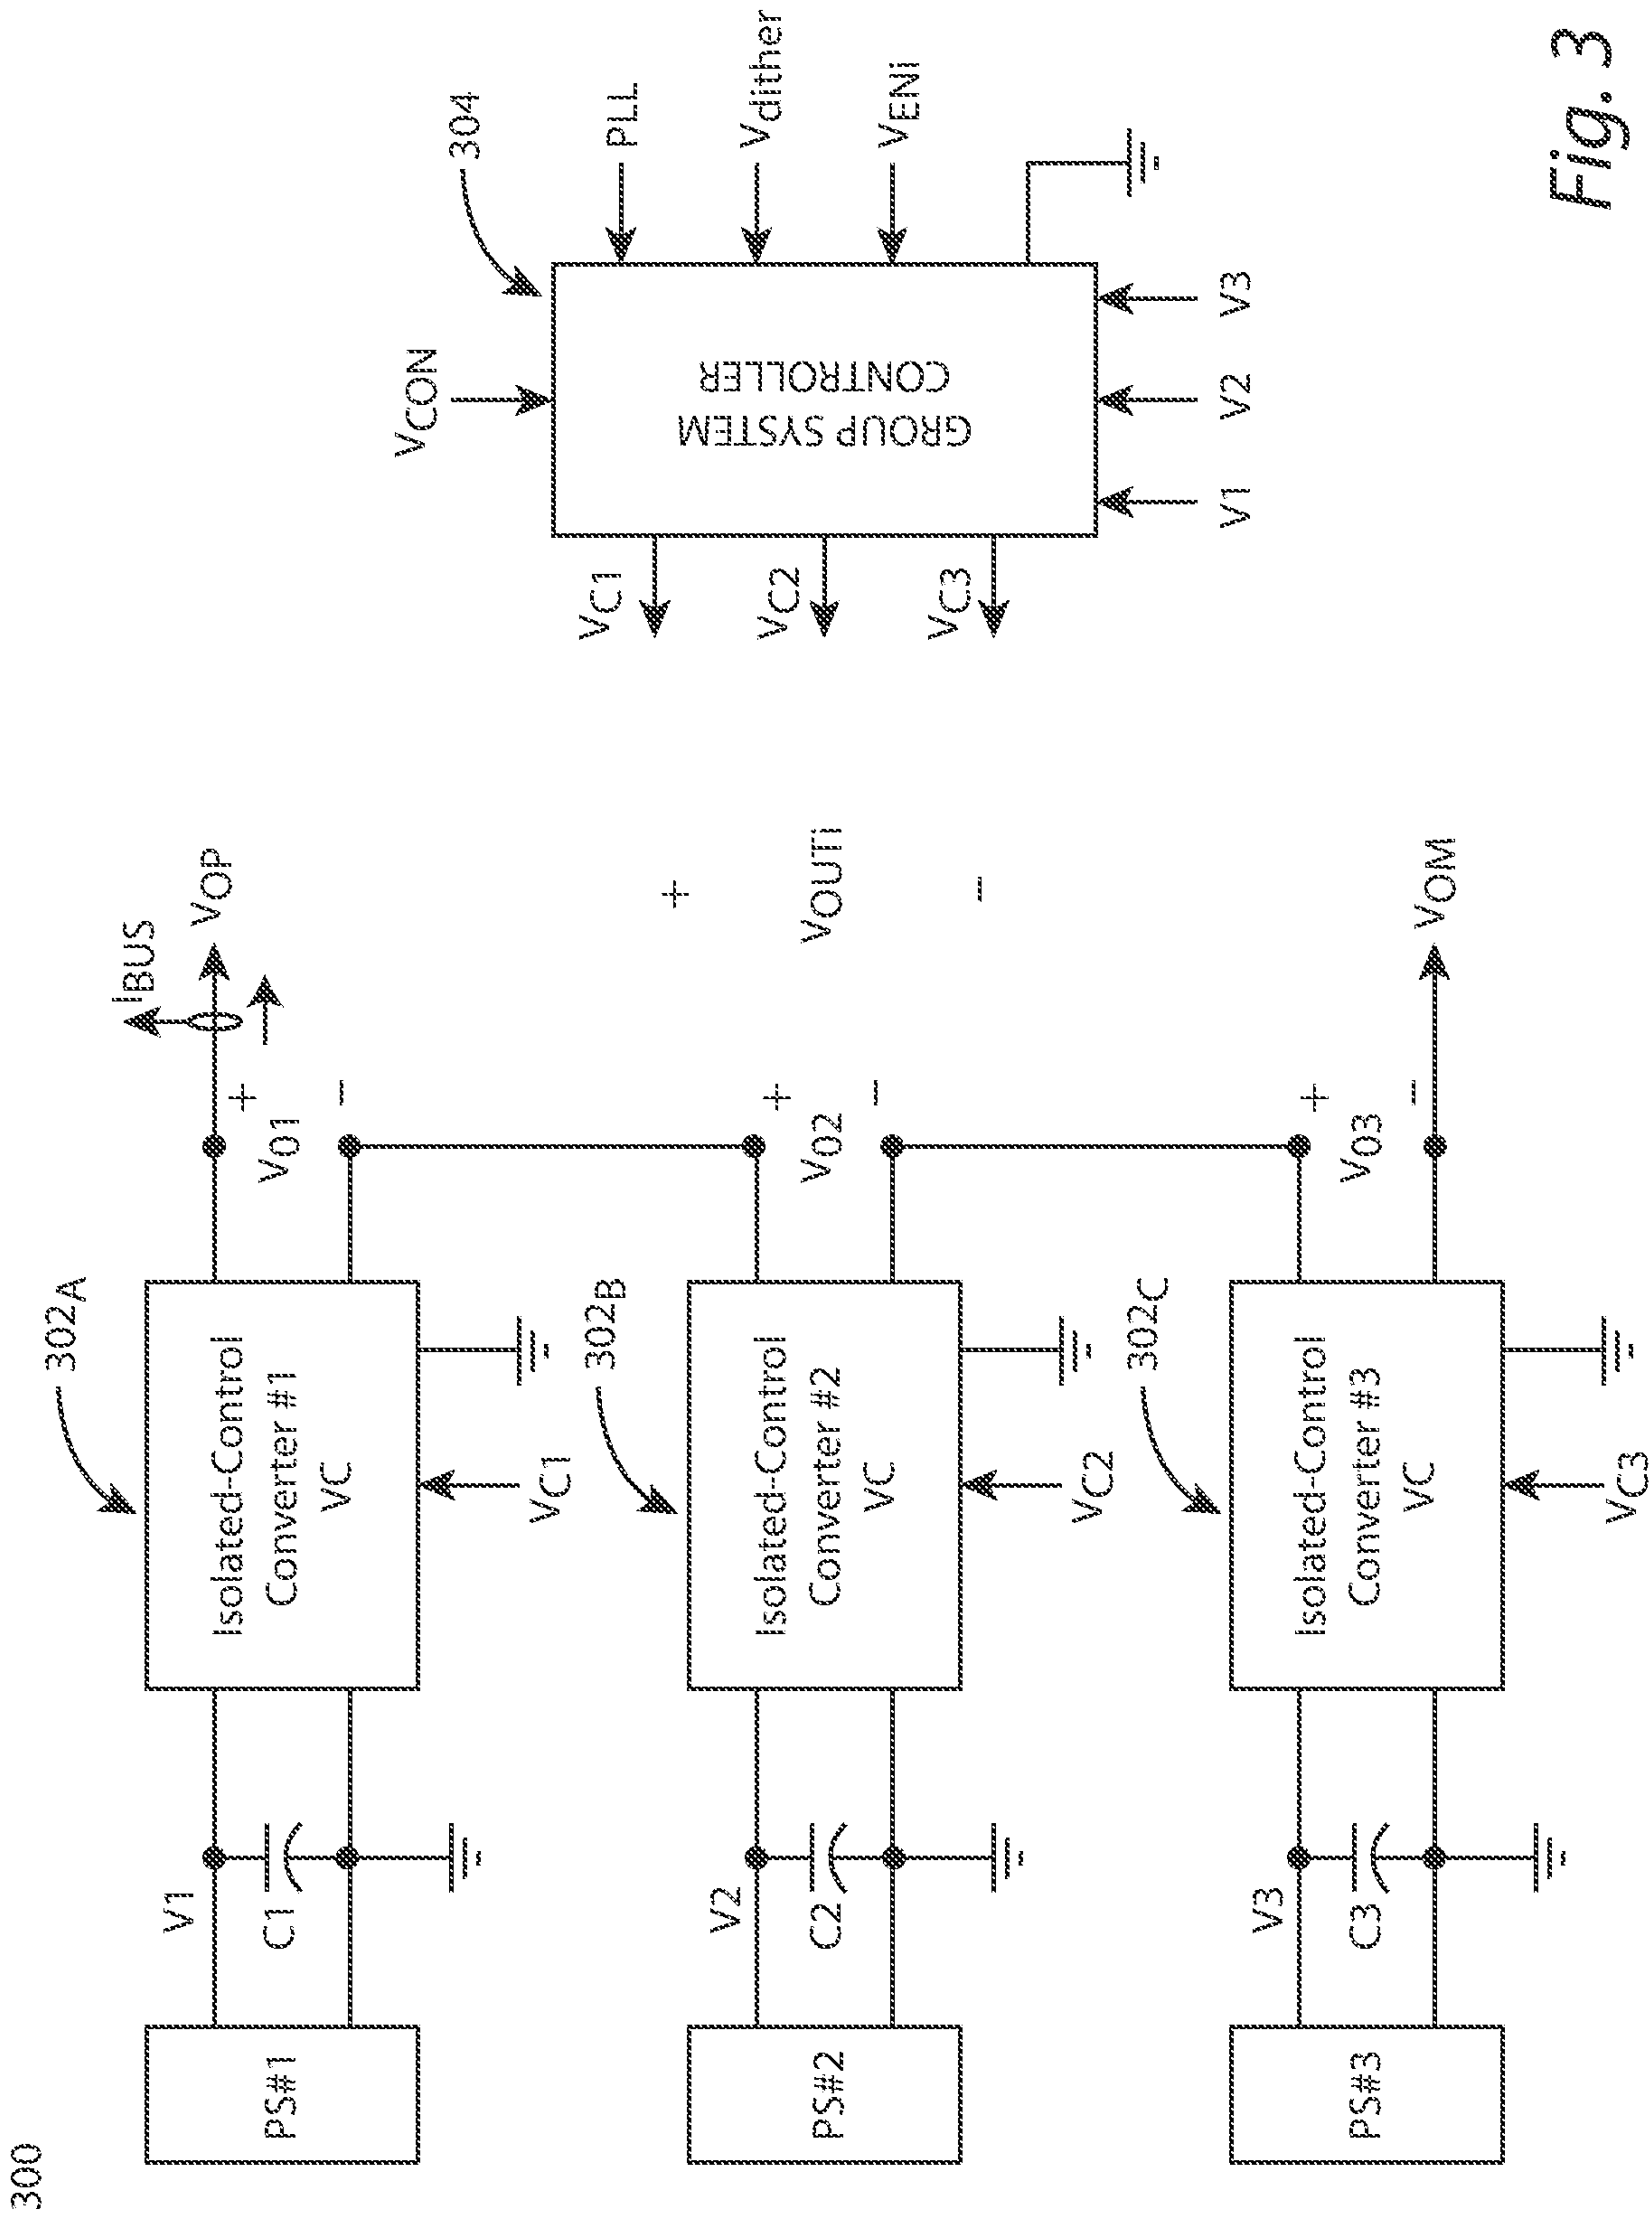 300
PS#1
V1
C1
302A
Isolated-Control
Converter #1
VC
VC1
+
V01
−
IBUS
VOP
PS#2
V2
C2
302B
Isolated-Control
Converter #2
VC
VC2
+
V02
−
+
VOUTi
−
PS#3
V3
C3
302C
Isolated-Control
Converter #3
VC
VC3
+
V03
−
VOM
304
VCON
GROUP SYSTEM
CONTROLLER
VC1
VC2
VC3
PLL
Vdither
VENi
V1
V2
V3
Fig. 3